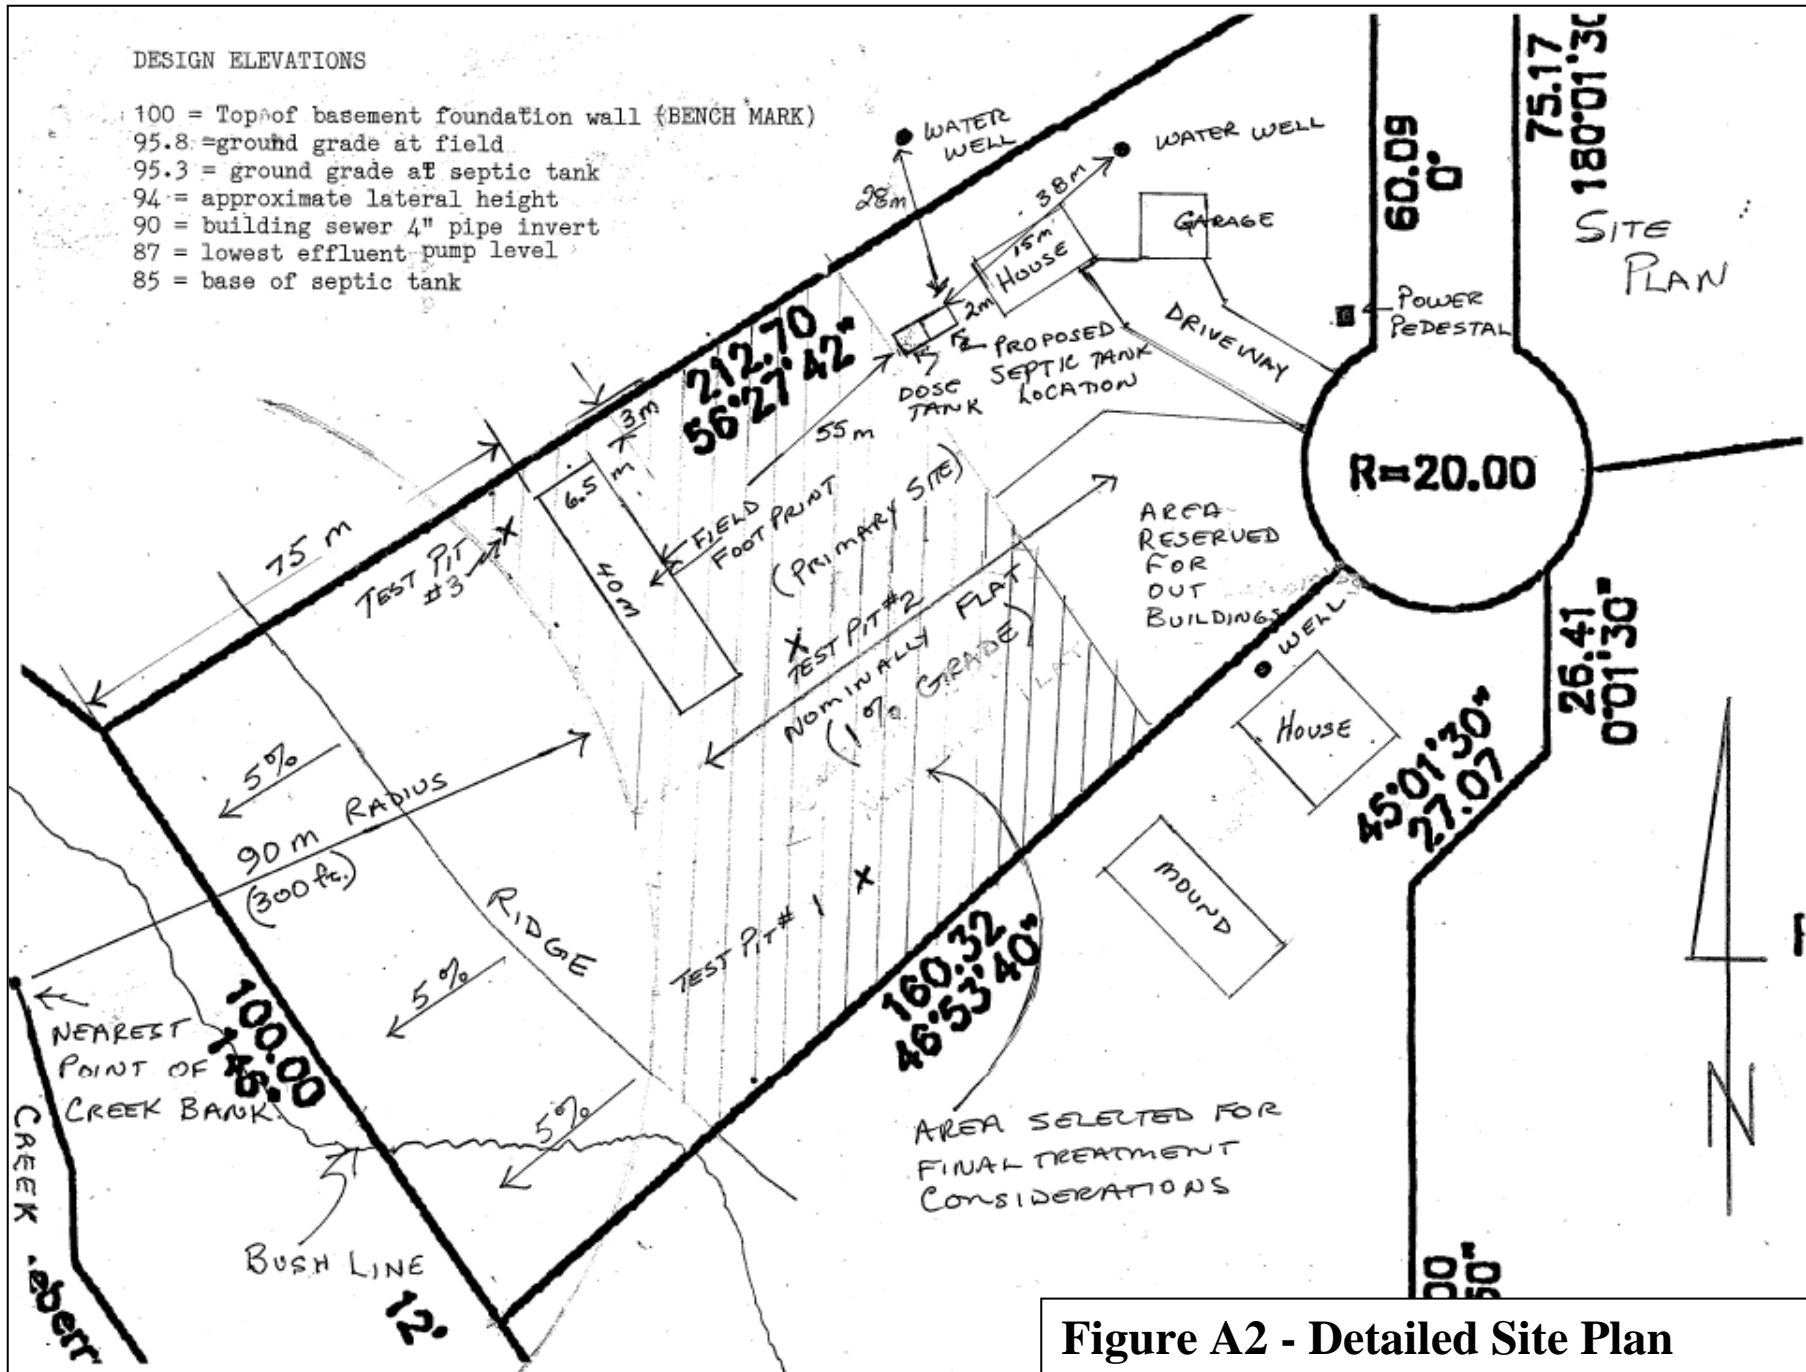 DESIGN ELEVATIONS
100 = Top of basement foundation wall (BENCH MARK)
95.8 =ground grade at field
95.3 = ground grade at septic tank
94 = approximate lateral height
90 = building sewer 4" pipe invert
87 = lowest effluent pump level
85 = base of septic tank
WATER
WELL
WATER WELL
28m
38m
15m
HOUSE
GARAGE
2m
DRIVEWAY
60.09
0°
75.17
SITE
PLAN
POWER
PEDESTAL
PROPOSED
SEPTIC TANK
LOCATION
DOSE
TANK
212.70
56°27'42"
3m
55 m
6.5 m
40 M
FIELD
FOOT PRINT
(PRIMARY SITE)
75 m
TEST PIT
#3
X
X
TEST PIT #2
NOMINALLY FLAT
(1% GRADE)
AREA
RESERVED
FOR
OUT
BUILDINGS
R=20.00
WELL
HOUSE
MOUND
26.41
0°01'30"
45°01'30"
27.07
5%
90 m RADIUS
(300 ft.)
RIDGE
5%
5%
X
TEST PIT # 1
160.32
46°53'40"
NEAREST
POINT OF
CREEK BANK
100.00
CREEK
BUSH LINE
12'
AREA SELECTED FOR
FINAL TREATMENT
CONSIDERATIONS
N
Figure A2 - Detailed Site Plan